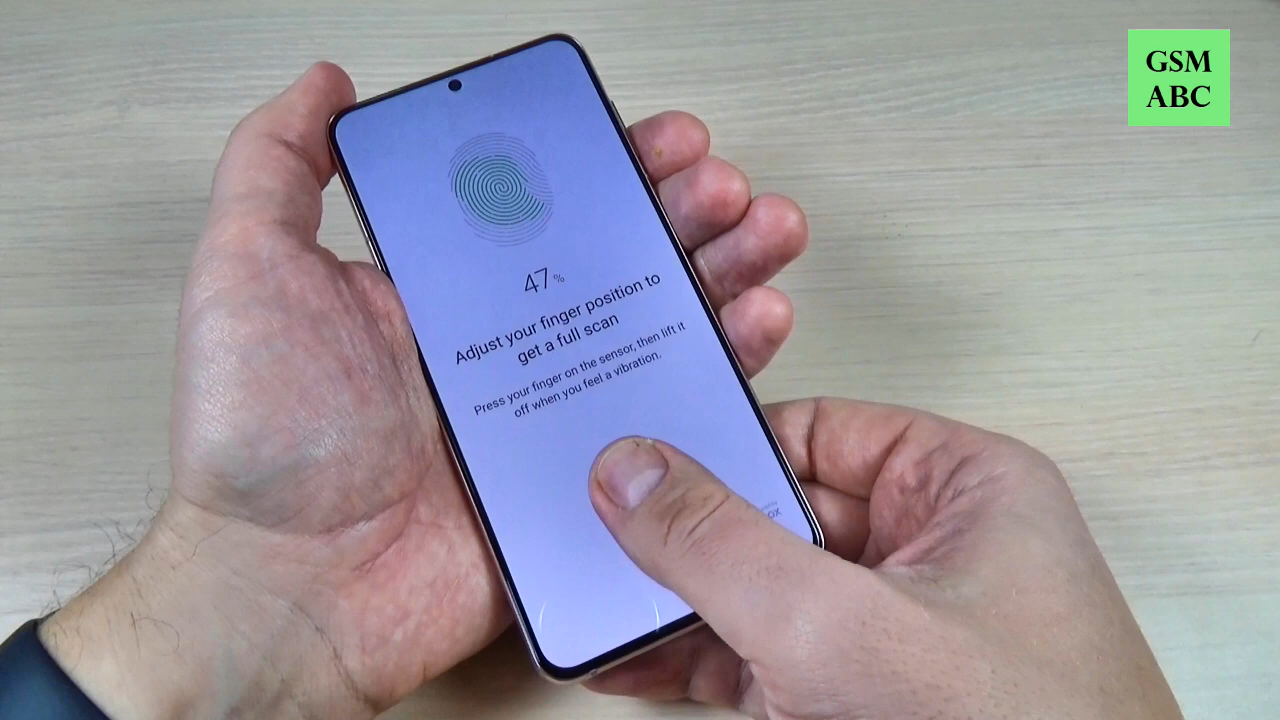 GSM
ABC
47%
Adjust your finger position to
get a full scan
Press your finger on the sensor, then lift it
off when you feel a vibration.